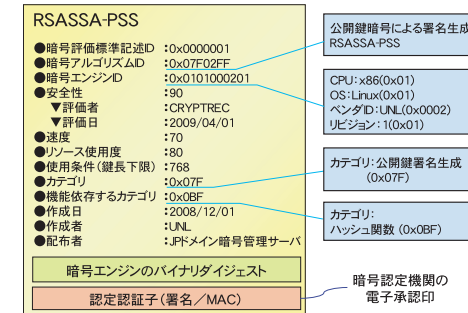 RSASSA-PSS
●暗号評価標準記述ID :0x0000001
●暗号アルゴリズムID :0x07F02FF
●暗号エンジンID :0x0101000201
●安全性 :90
▼評価者 :CRYPTREC
▼評価日 :2009/04/01
●速度 :70
●リソース使用度 :80
●使用条件(鍵長下限) :768
●カテゴリ :0x07F
●機能依存するカテゴリ :0x0BF
●作成日 :2008/12/01
●作成者 :UNL
●配布者 :JPドメイン暗号管理サーバ
暗号エンジンのバイナリダイジェスト
認定認証子(署名/MAC)
公開鍵暗号による署名生成
RSASSA-PSS
CPU:x86(0x01)
OS:Linux(0x01)
ベンダID:UNL(0x0002)
リビジョン:1(0x01)
カテゴリ:公開鍵署名生成
(0x07F)
カテゴリ:
ハッシュ関数 (0x0BF)
暗号認定機関の
電子承認印